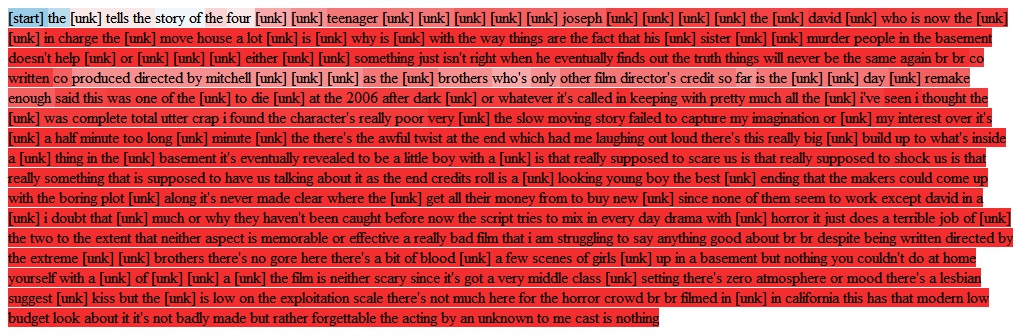 [start] the [unk] tells the story of the four [unk] [unk] teenager [unk] [unk] [unk] [unk] [unk] joseph [unk] [unk] [unk] [unk] the [unk] david [unk] who is now the [unk]
[unk] in charge the [unk] move house a lot [unk] is [unk] why is [unk] with the way things are the fact that his [unk] sister [unk] [unk] murder people in the basement
doesn't help [unk] or [unk] [unk] either [unk] [unk] something just isn't right when he eventually finds out the truth things will never be the same again br br co
written co produced directed by mitchell [unk] [unk] [unk] as the [unk] brothers who's only other film director's credit so far is the [unk] [unk] day [unk] remake
enough said this was one of the [unk] to die [unk] at the 2006 after dark [unk] or whatever it's called in keeping with pretty much all the [unk] i've seen i thought the
[unk] was complete total utter crap i found the character's really poor very [unk] the slow moving story failed to capture my imagination or [unk] my interest over it's
[unk] a half minute too long [unk] minute [unk] the there's the awful twist at the end which had me laughing out loud there's this really big [unk] build up to what's inside
a [unk] thing in the [unk] basement it's eventually revealed to be a little boy with a [unk] is that really supposed to scare us is that really supposed to shock us is that
really something that is supposed to have us talking about it as the end credits roll is a [unk] looking young boy the best [unk] ending that the makers could come up
with the boring plot [unk] along it's never made clear where the [unk] get all their money from to buy new [unk] since none of them seem to work except david in a
[unk] i doubt that [unk] much or why they haven't been caught before now the script tries to mix in every day drama with [unk] horror it just does a terrible job of [unk]
the two to the extent that neither aspect is memorable or effective a really bad film that i am struggling to say anything good about br br despite being written directed by
the extreme [unk] [unk] brothers there's no gore here there's a bit of blood [unk] a few scenes of girls [unk] up in a basement but nothing you couldn't do at home
yourself with a [unk] of [unk] [unk] a [unk] the film is neither scary since it's got a very middle class [unk] setting there's zero atmosphere or mood there's a lesbian
suggest [unk] kiss but the [unk] is low on the exploitation scale there's not much here for the horror crowd br br filmed in [unk] in california this has that modern low
budget look about it it's not badly made but rather forgettable the acting by an unknown to me cast is nothing